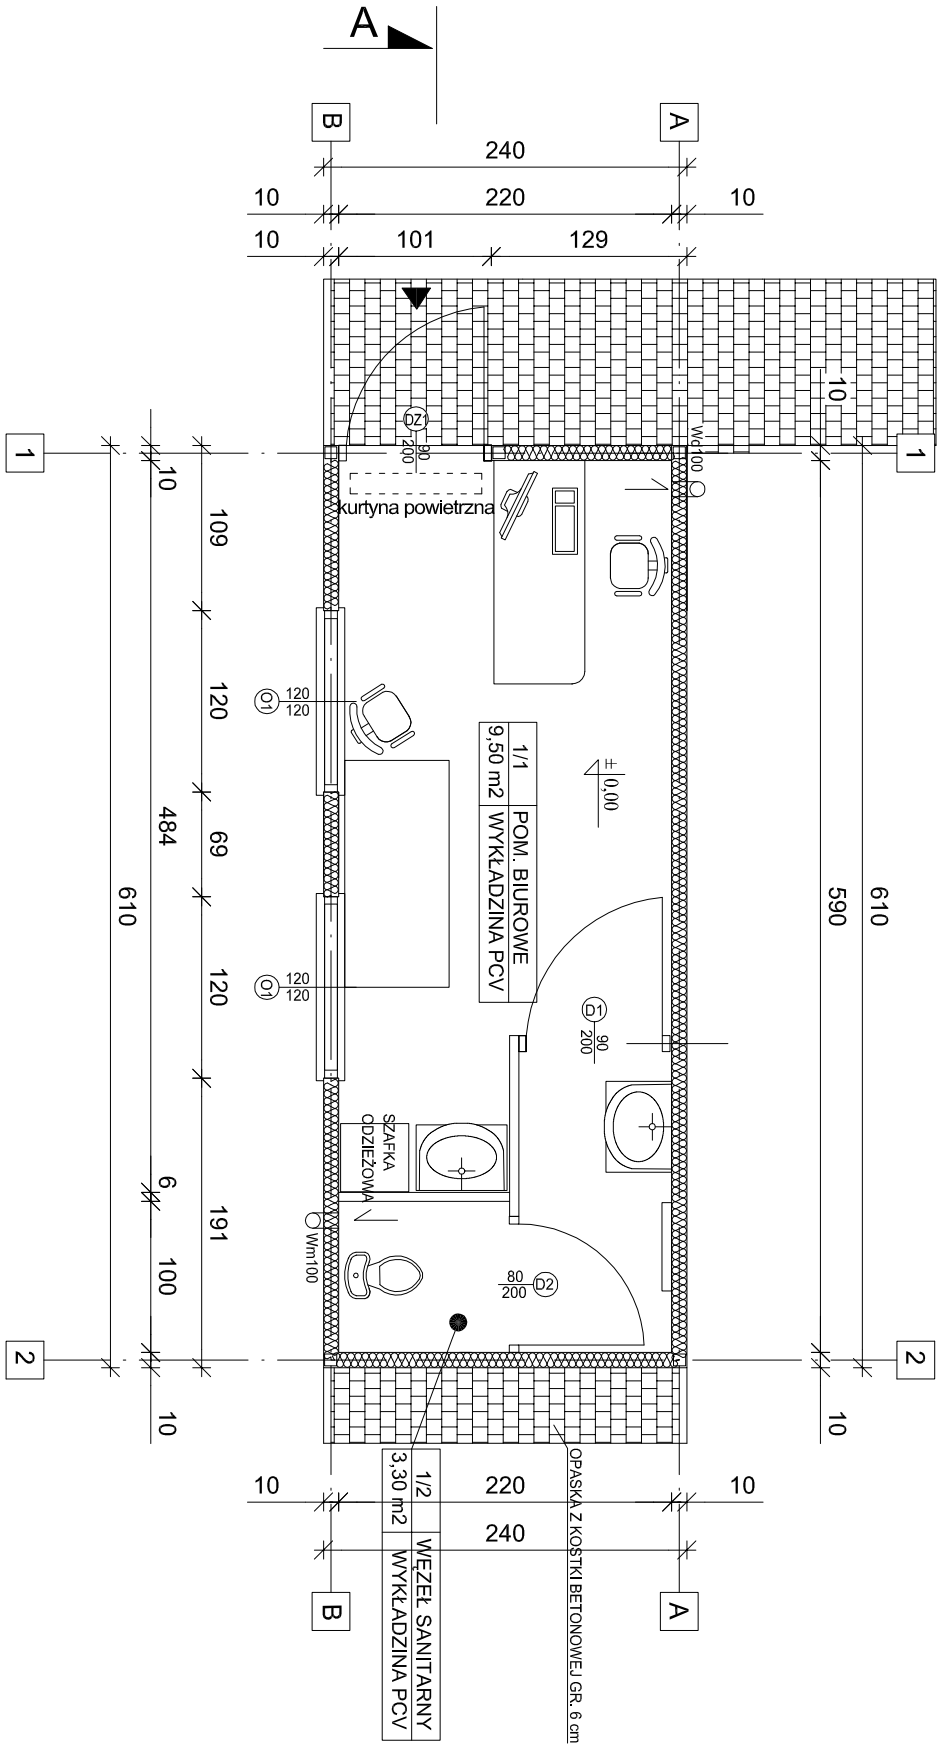 A
B
A
240
10
220
10
10
101
129
10
1
1
DZ1
90
200
Wd100
kurtyna powietrzna
10
109
610
120
O1
120
120
1/1 POM. BIUROWE
9,50 m2 WYKŁADZINA PCV
± 0,00
484
69
610
590
120
O1
120
120
D1
90
200
SZAFKA
ODZIEŻOWA
6
191
100
Wm100
D2
80
200
2
2
10
10
OPASKA Z KOSTKI BETONOWEJ GR. 6 cm
1/2 WĘZEŁ SANITARNY
3,30 m2 WYKŁADZINA PCV
10
220
10
240
B
A